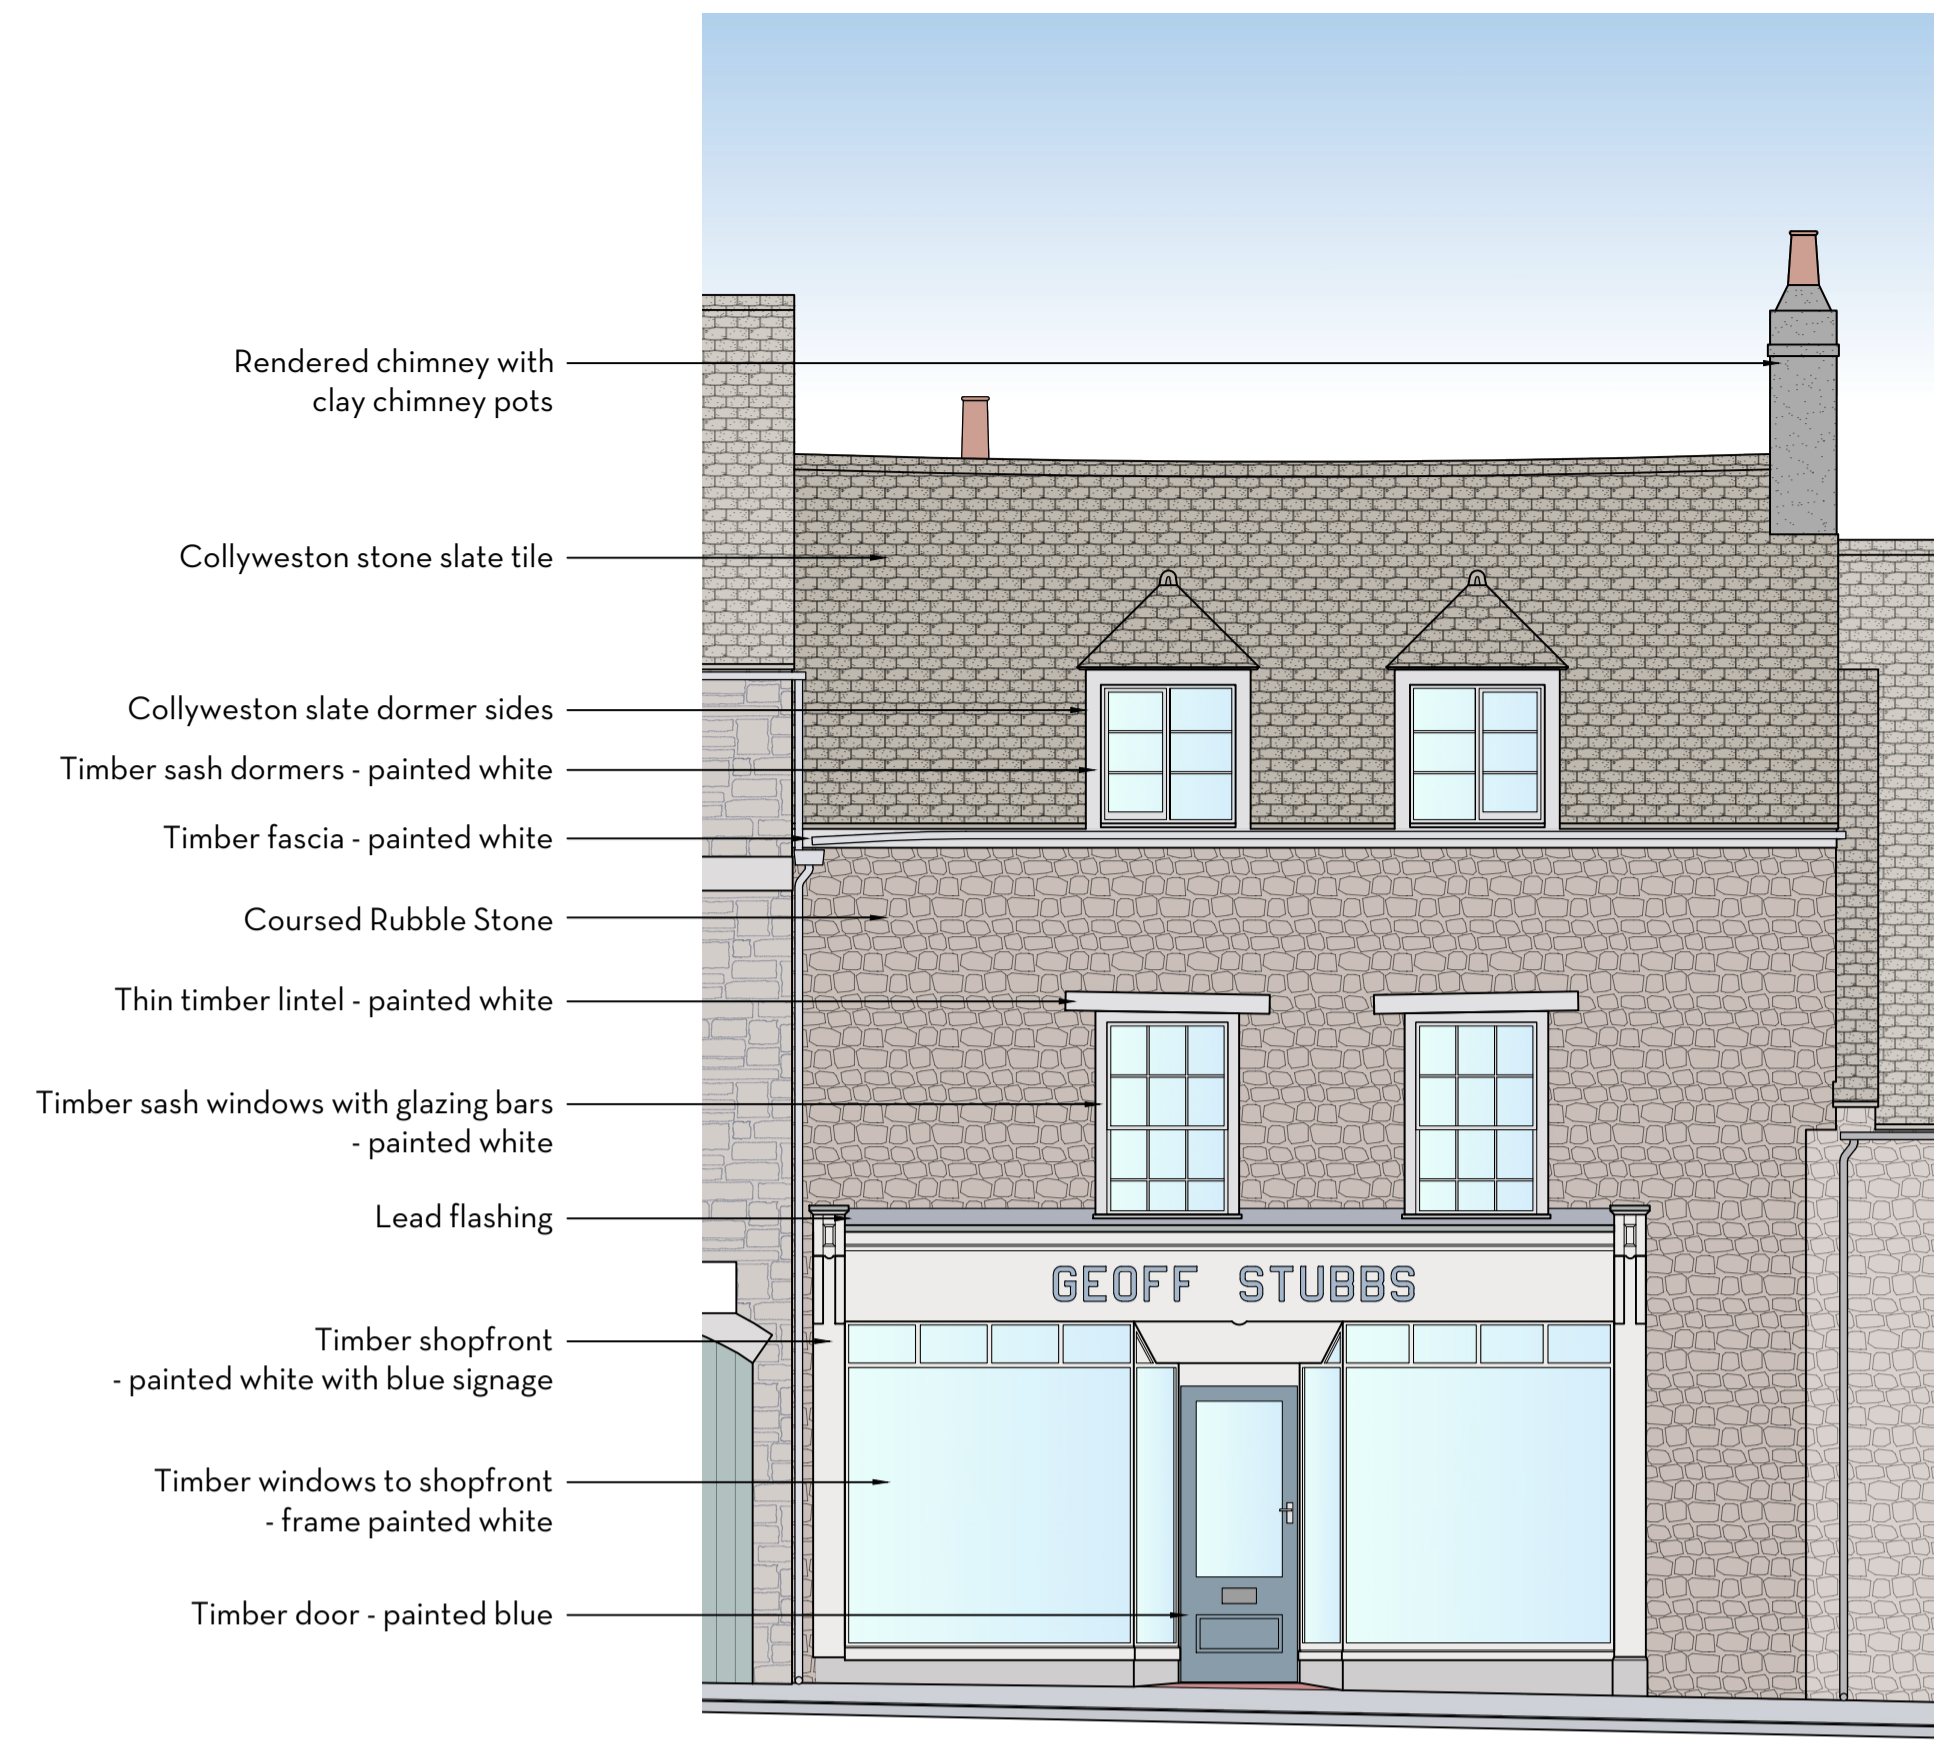 Rendered chimney with
clay chimney pots
Collyweston stone slate tile
Collyweston slate dormer sides
Timber sash dormers - painted white
Timber fascia - painted white
Coursed Rubble Stone
Thin timber lintel - painted white
Timber sash windows with glazing bars
- painted white
Lead flashing
GEOFF STUBBS
Timber shopfront
- painted white with blue signage
Timber windows to shopfront
- frame painted white
Timber door - painted blue